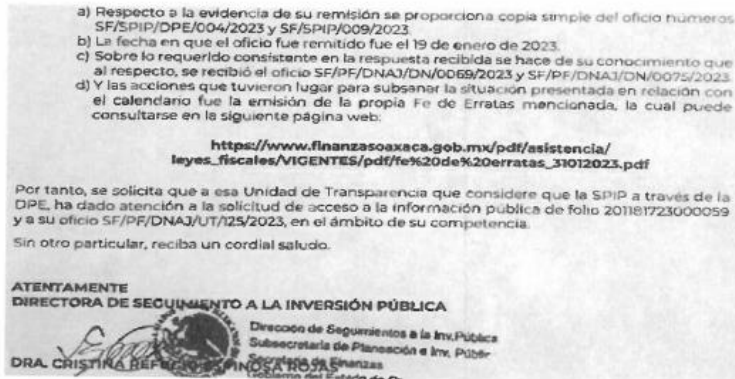 a) Respecto a la evidencia de su remisión se proporciona copia simple del oficio números
SF/SPIP/DPE/004/2023 y SF/SPIP/009/2023.
b) La fecha en que el oficio fue remitido fue el 19 de enero de 2023.
c) Sobre lo requerido consistente en la respuesta recibida se hace de su conocimiento que
al respecto, se recibió el oficio SF/PF/DNAJ/DN/0069/2023 y SF/PF/DNAJ/DN/0075/2023.
d) Y las acciones que tuvieron lugar para subsanar la situación presentada en relación con
el calendario fue la emisión de la propia Fe de Erratas mencionada, la cual puede
consultarse en la siguiente página web:
https://www.finanzasoaxaca.gob.mx/pdf/asistencia/
leyes_fiscales/VIGENTES/pdf/fe%20de%20erratas_31012023.pdf
Por tanto, se solicita que a esa Unidad de Transparencia que considere que la SPIP a través de la
DPE, ha dado atención a la solicitud de acceso a la información pública de folio 201181723000059
y a su oficio SF/PF/DNAJ/UT/125/2023, en el ámbito de su competencia.
Sin otro particular, reciba un cordial saludo.
ATENTAMENTE
DIRECTORA DE SEGUIMIENTO A LA INVERSIÓN PÚBLICA
Dirección de Seguimientos a la Inv. Pública
Subsecretaría de Planeación e Inv. Públic
Secretaría de Finanzas
DRA. CRISTINA REFUGIO ESPINOSA ROJAS
Gobierno del Estado de